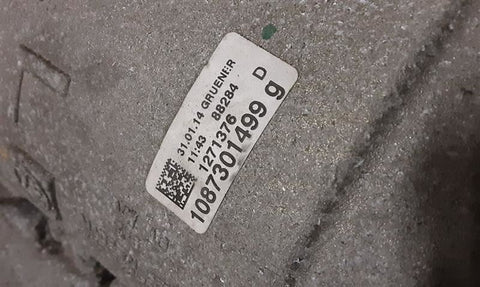 31.01.14 GRUENER
11:43 88284 D
1271376
1087301499 g